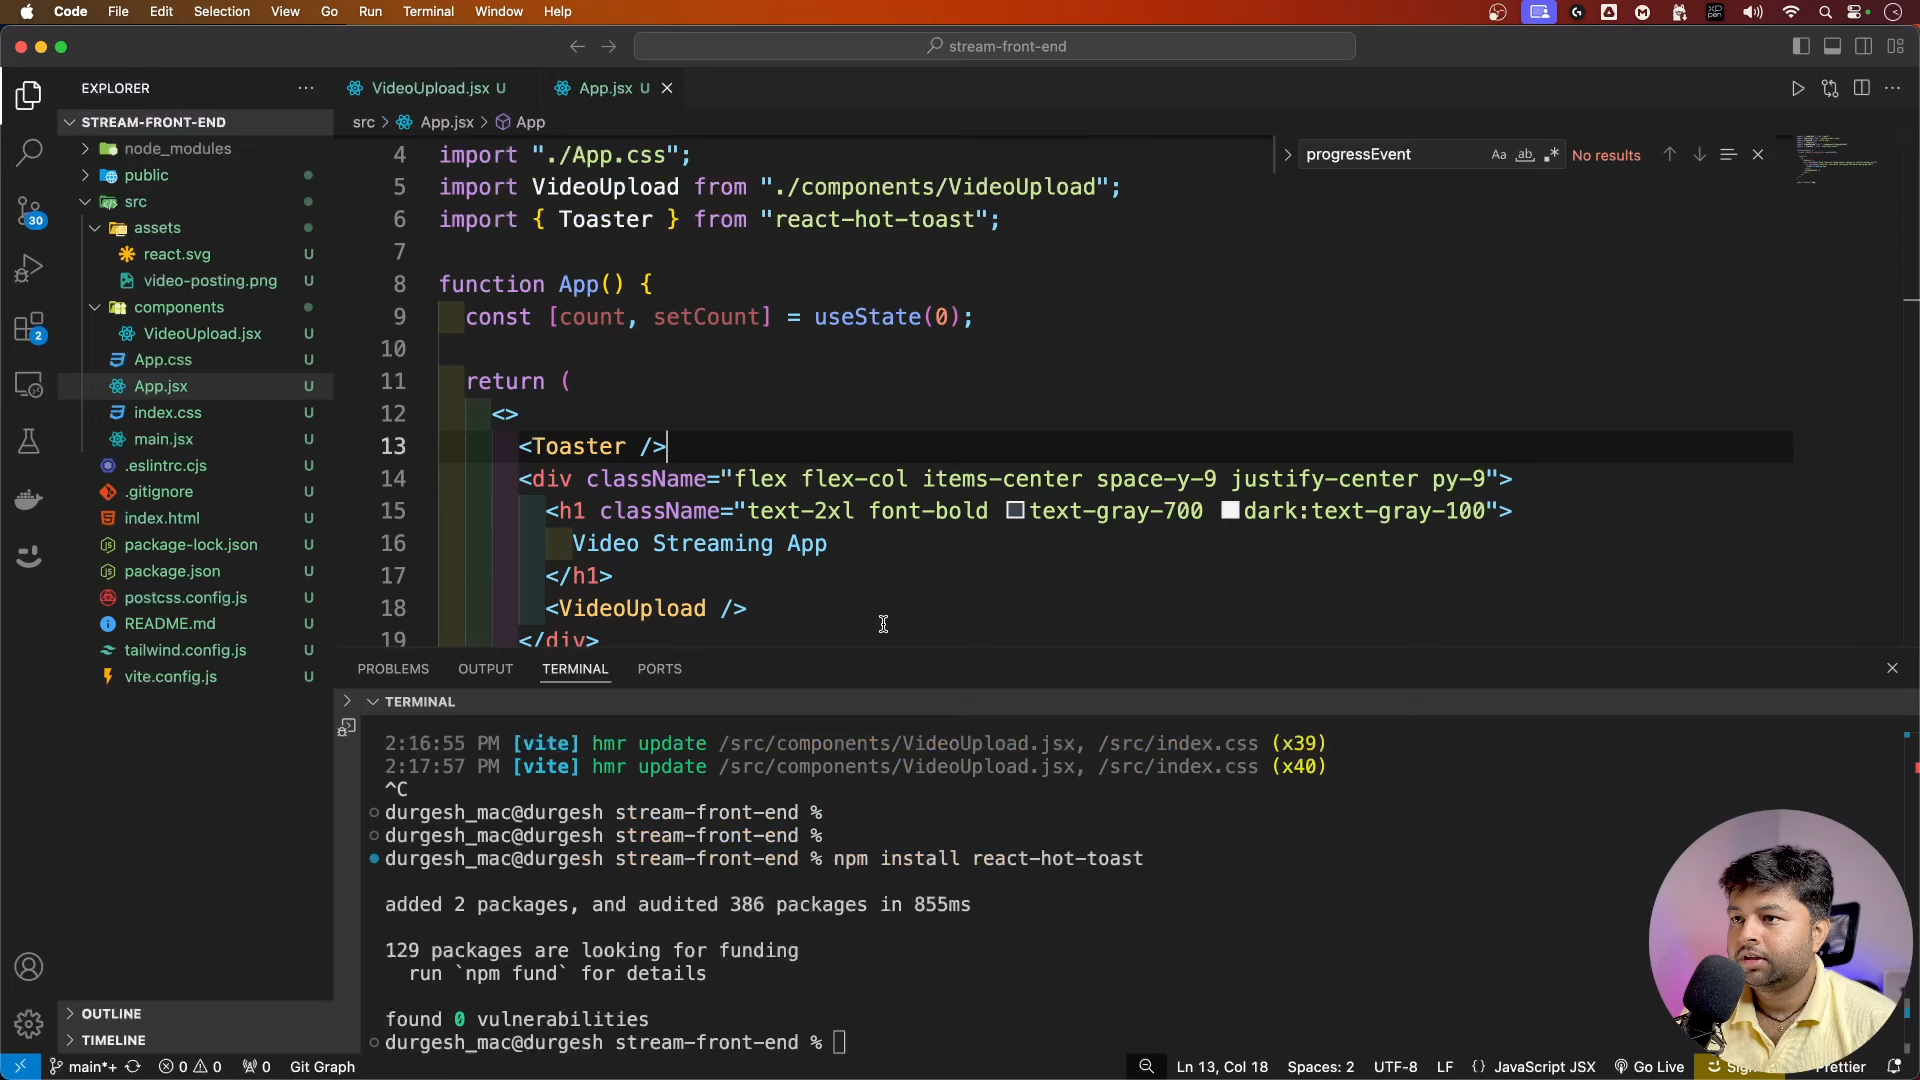 Code File Edit Selection View Go Run Terminal Window Help
stream-front-end
EXPLORER
VideoUpload.jsx U
App.jsx U
STREAM-FRONT-END
src > App.jsx > App
node_modules
public
src
assets
react.svg U
video-posting.png U
components
VideoUpload.jsx U
App.css U
App.jsx U
index.css U
main.jsx U
.eslintrc.cjs U
.gitignore U
index.html U
package-lock.json U
package.json U
postcss.config.js U
README.md U
tailwind.config.js U
vite.config.js U
OUTLINE
TIMELINE
30
2
progressEvent Aa ab .* No results
4 import "./App.css";
5 import VideoUpload from "./components/VideoUpload";
6 import { Toaster } from "react-hot-toast";
7
8 function App() {
9 const [count, setCount] = useState(0);
10
11 return (
12 <>
13 <Toaster />
14 <div className="flex flex-col items-center space-y-9 justify-center py-9">
15 <h1 className="text-2xl font-bold text-gray-700 dark:text-gray-100">
16 Video Streaming App
17 </h1>
18 <VideoUpload />
19 </div>
PROBLEMS OUTPUT TERMINAL PORTS
TERMINAL
2:16:55 PM [vite] hmr update /src/components/VideoUpload.jsx, /src/index.css (x39)
2:17:57 PM [vite] hmr update /src/components/VideoUpload.jsx, /src/index.css (x40)
^C
durgesh_mac@durgesh stream-front-end %
durgesh_mac@durgesh stream-front-end %
durgesh_mac@durgesh stream-front-end % npm install react-hot-toast
added 2 packages, and audited 386 packages in 855ms
129 packages are looking for funding
run `npm fund` for details
found 0 vulnerabilities
durgesh_mac@durgesh stream-front-end %
main*+ 0 0 0 Git Graph Ln 13, Col 18 Spaces: 2 UTF-8 LF {} JavaScript JSX Go Live Prettier